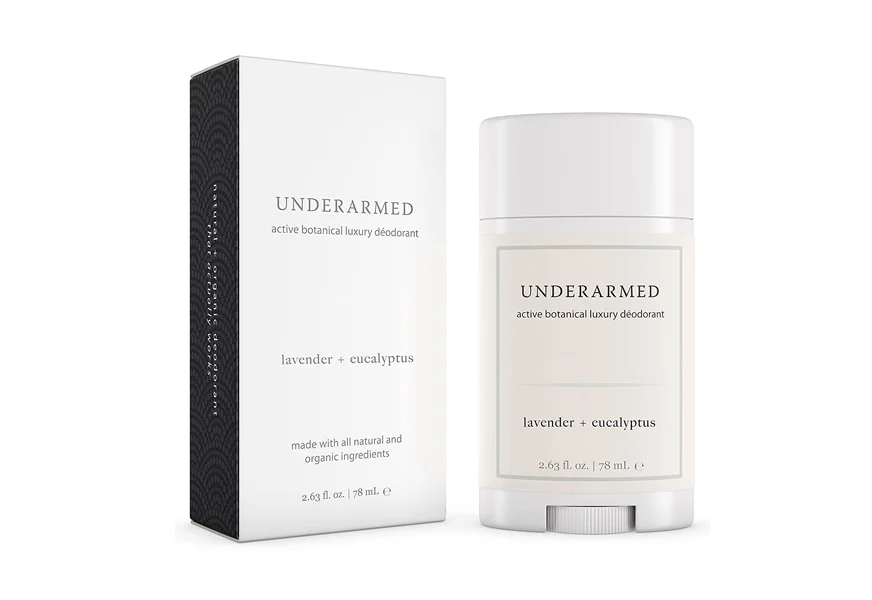 natural + organic deodorant
that actually works
UNDERARMED
active botanical luxury déodorant
lavender + eucalyptus
made with all natural and
organic ingredients
2.63 fl. oz. | 78 mL ℮
UNDERARMED
active botanical luxury déodorant
lavender + eucalyptus
2.63 fl. oz. | 78 mL ℮